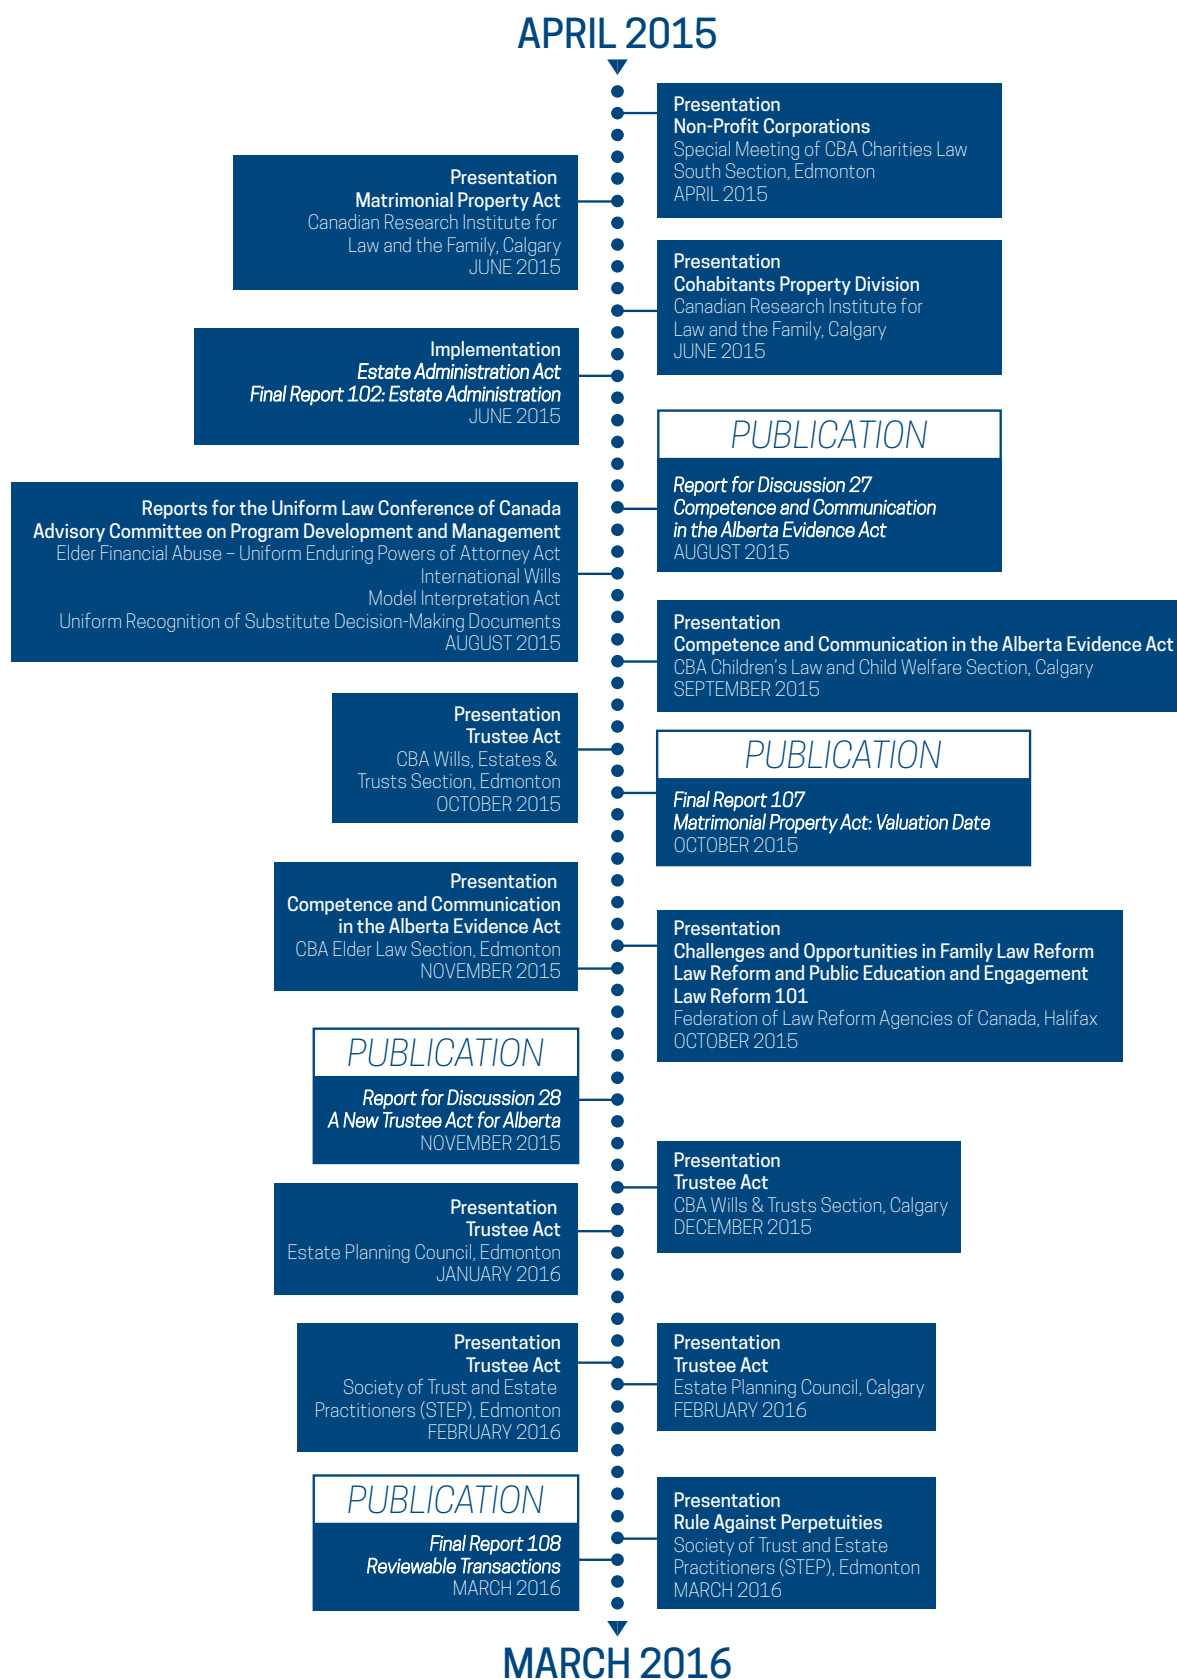 APRIL 2015
Presentation
Non-Profit Corporations
Special Meeting of CBA Charities Law
South Section, Edmonton
APRIL 2015
Presentation
Matrimonial Property Act
Canadian Research Institute for
Law and the Family, Calgary
JUNE 2015
Presentation
Cohabitants Property Division
Canadian Research Institute for
Law and the Family, Calgary
JUNE 2015
Implementation
Estate Administration Act
Final Report 102: Estate Administration
JUNE 2015
PUBLICATION
Report for Discussion 27
Competence and Communication
in the Alberta Evidence Act
AUGUST 2015
Reports for the Uniform Law Conference of Canada
Advisory Committee on Program Development and Management
Elder Financial Abuse – Uniform Enduring Powers of Attorney Act
International Wills
Model Interpretation Act
Uniform Recognition of Substitute Decision-Making Documents
AUGUST 2015
Presentation
Competence and Communication in the Alberta Evidence Act
CBA Children's Law and Child Welfare Section, Calgary
SEPTEMBER 2015
Presentation
Trustee Act
CBA Wills, Estates &
Trusts Section, Edmonton
OCTOBER 2015
PUBLICATION
Final Report 107
Matrimonial Property Act: Valuation Date
OCTOBER 2015
Presentation
Competence and Communication
in the Alberta Evidence Act
CBA Elder Law Section, Edmonton
NOVEMBER 2015
Presentation
Challenges and Opportunities in Family Law Reform
Law Reform and Public Education and Engagement
Law Reform 101
Federation of Law Reform Agencies of Canada, Halifax
OCTOBER 2015
PUBLICATION
Report for Discussion 28
A New Trustee Act for Alberta
NOVEMBER 2015
Presentation
Trustee Act
CBA Wills & Trusts Section, Calgary
DECEMBER 2015
Presentation
Trustee Act
Estate Planning Council, Edmonton
JANUARY 2016
Presentation
Trustee Act
Society of Trust and Estate
Practitioners (STEP), Edmonton
FEBRUARY 2016
Presentation
Trustee Act
Estate Planning Council, Calgary
FEBRUARY 2016
PUBLICATION
Final Report 108
Reviewable Transactions
MARCH 2016
Presentation
Rule Against Perpetuities
Society of Trust and Estate
Practitioners (STEP), Edmonton
MARCH 2016
MARCH 2016